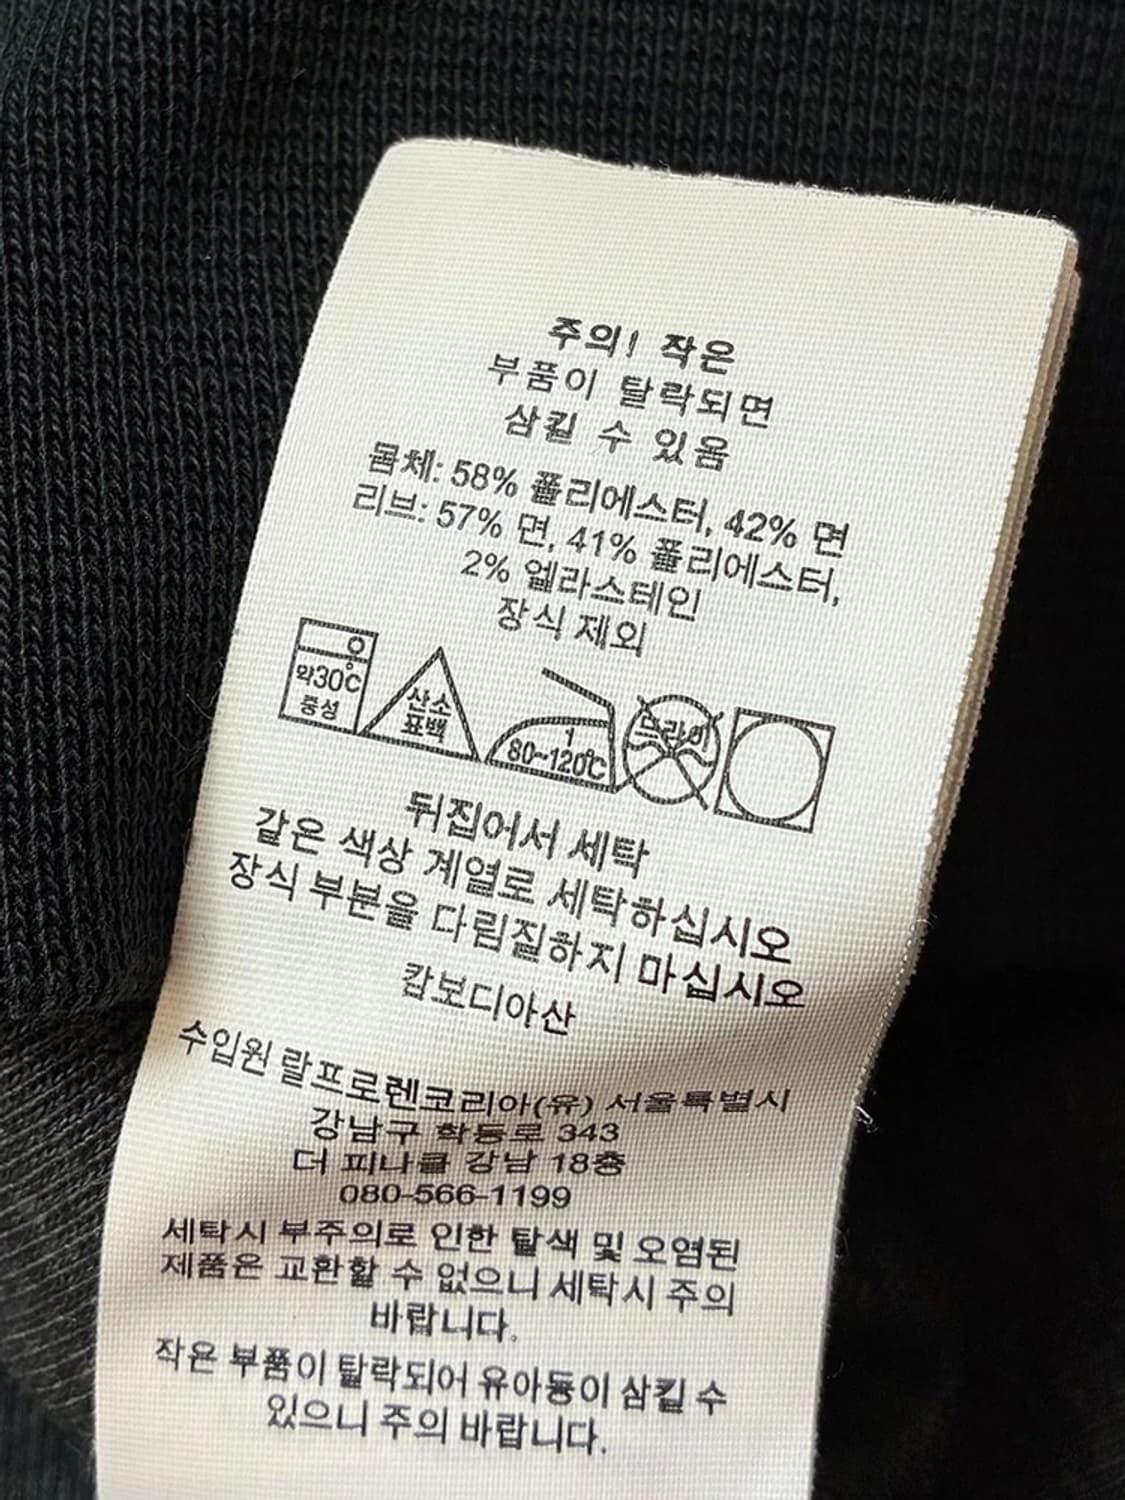 주의! 작은
부품이 탈락되면
삼킬 수 있음
몸체: 58% 폴리에스터, 42% 면
리브: 57% 면, 41% 폴리에스터,
2% 엘라스테인
장식 제외
약30℃
중성
산소
표백
1
80~120℃
드라이
뒤집어서 세탁
같은 색상 계열로 세탁하십시오
장식 부분을 다림질하지 마십시오
캄보디아산
수입원 랄프로렌코리아(유) 서울특별시
강남구 학동로 343
더 피나클 강남 18층
080-566-1199
세탁시 부주의로 인한 탈색 및 오염된
제품은 교환할 수 없으니 세탁시 주의
바랍니다.
작은 부품이 탈락되어 유아동이 삼킬 수
있으니 주의 바랍니다.